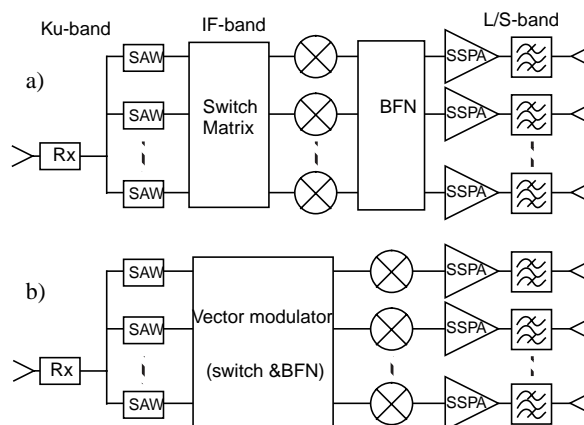 Ku-band IF-band L/S-band
a)
SAW SSPA
Switch
Matrix
BFN
SAW SSPA
Rx
SAW SSPA
b)
SAW SSPA
Vector modulator
SAW SSPA
(switch &BFN)
Rx
SAW SSPA